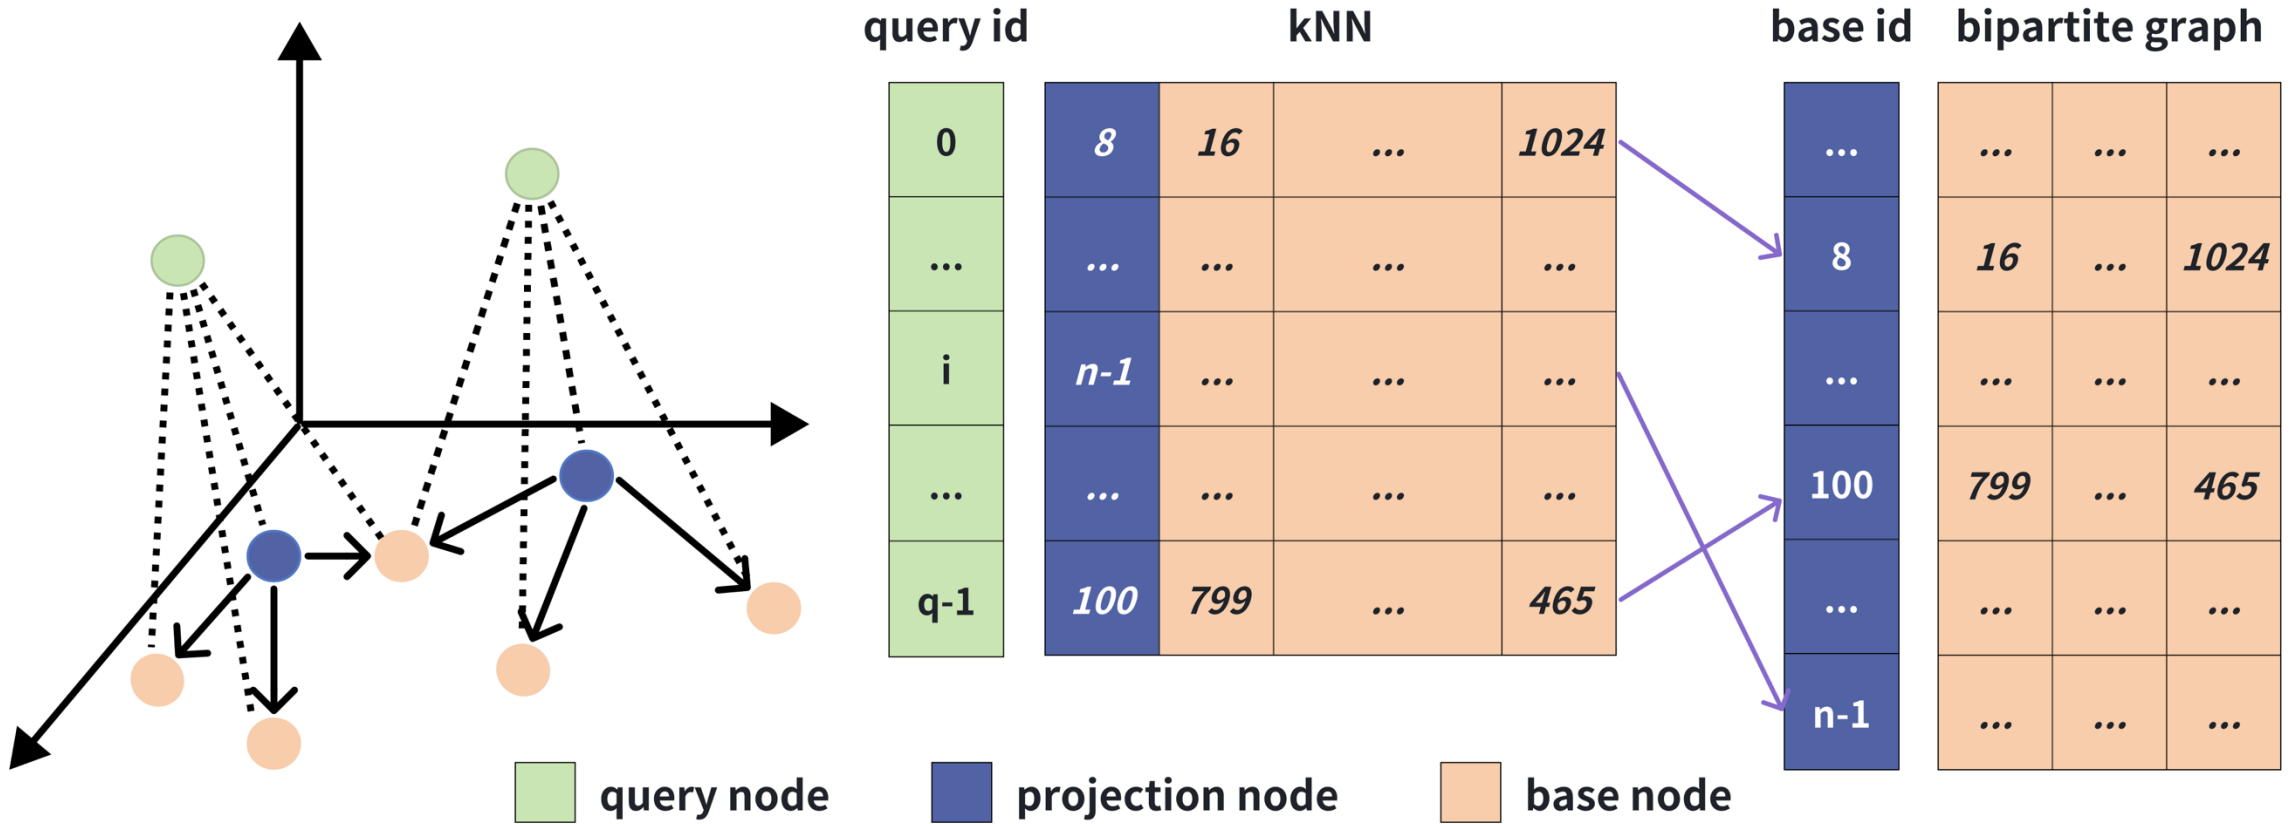 query id kNN base id bipartite graph
0 8 16 ... 1024 ... ... ... ...
... ... ... ... ... 8 16 ... 1024
i n-1 ... ... ... ... ... ... ...
... ... ... ... ... 100 799 ... 465
q-1 100 799 ... 465 ... ... ... ...
n-1 ... ... ...
query node projection node base node